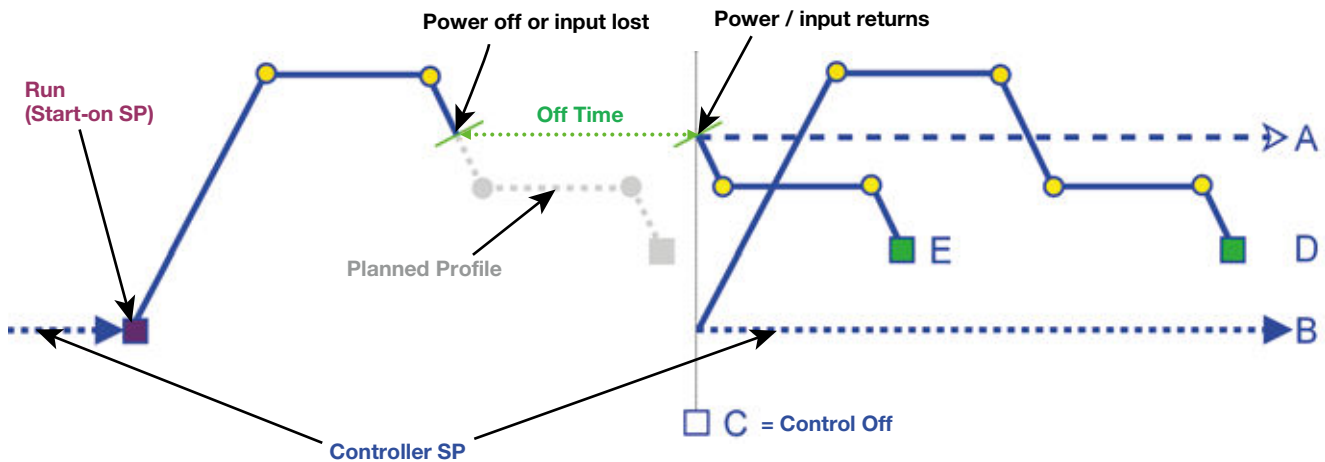 Power off or input lost
Power / input returns
Run
(Start-on SP)
Off Time
A
Planned Profile
E
D
B
C = Control Off
Controller SP